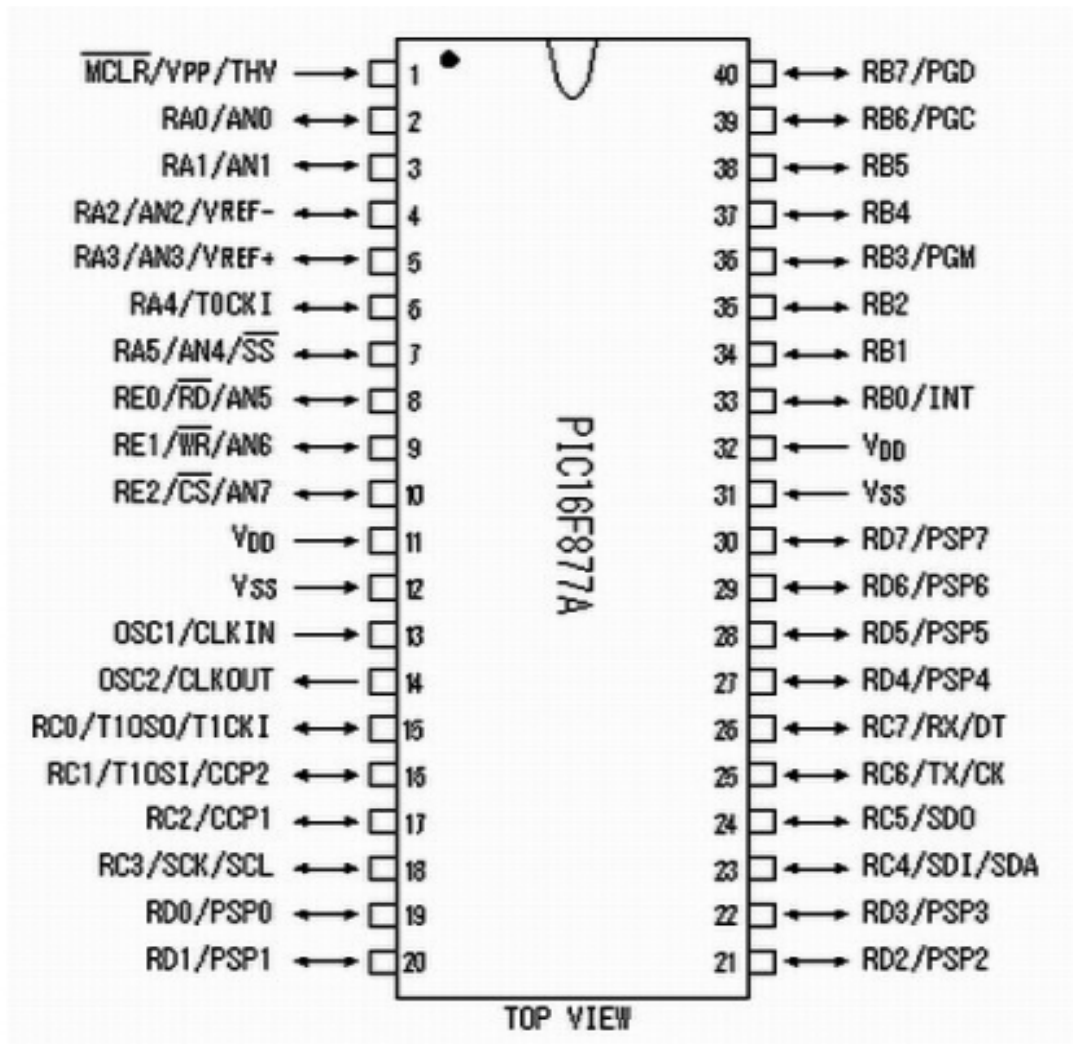 MCLR/VPP/THV 1 40 RB7/PGD
RA0/AN0 2 39 RB6/PGC
RA1/AN1 3 38 RB5
RA2/AN2/VREF- 4 37 RB4
RA3/AN3/VREF+ 5 36 RB3/PGM
RA4/T0CKI 6 35 RB2
RA5/AN4/SS 7 34 RB1
RE0/RD/AN5 8 33 RB0/INT
RE1/WR/AN6 9 32 VDD
RE2/CS/AN7 10 31 VSS
VDD 11 30 RD7/PSP7
VSS 12 29 RD6/PSP6
OSC1/CLKIN 13 28 RD5/PSP5
OSC2/CLKOUT 14 27 RD4/PSP4
RC0/T1OSO/T1CKI 15 26 RC7/RX/DT
RC1/T1OSI/CCP2 16 25 RC6/TX/CK
RC2/CCP1 17 24 RC5/SDO
RC3/SCK/SCL 18 23 RC4/SDI/SDA
RD0/PSP0 19 22 RD3/PSP3
RD1/PSP1 20 21 RD2/PSP2
PIC16F877A
TOP VIEW